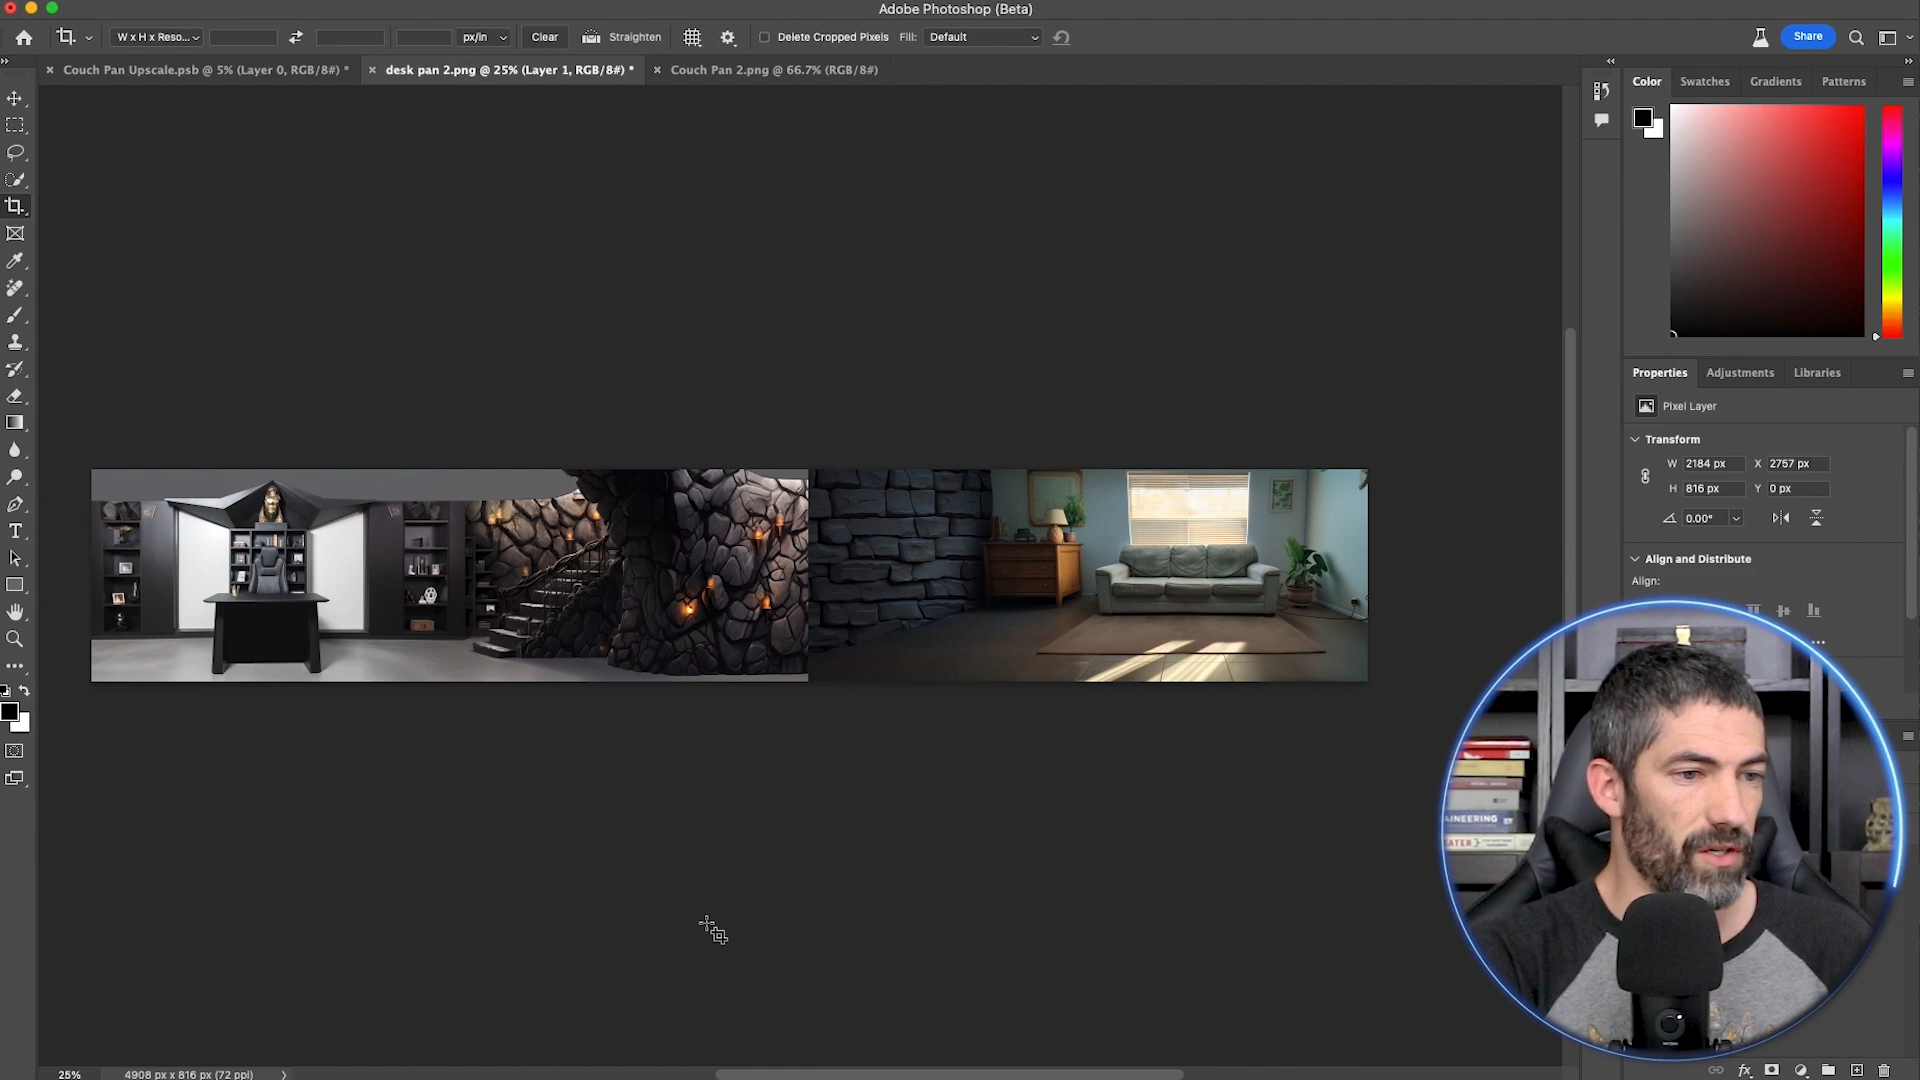 Adobe Photoshop (Beta)
W x H x Reso...
px/in
Clear
Straighten
Delete Cropped Pixels
Fill:
Default
Share
Couch Pan Upscale.psb @ 5% (Layer 0, RGB/8#) *
desk pan 2.png @ 25% (Layer 1, RGB/8#) *
Couch Pan 2.png @ 66.7% (RGB/8#)
Color
Swatches
Gradients
Patterns
Properties
Adjustments
Libraries
Pixel Layer
Transform
W 2184 px X 2757 px
H 816 px Y 0 px
0.00°
Align and Distribute
Align:
AINEERING
EATER
25%
4908 px x 816 px (72 ppi)